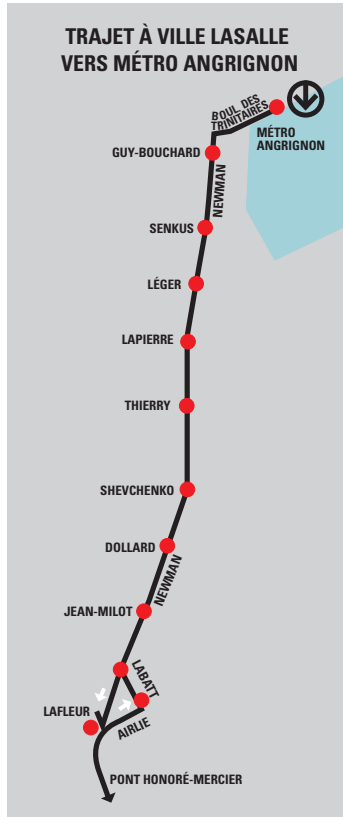 TRAJET À VILLE LASALLE
VERS MÉTRO ANGRIGNON
BOUL DES
TRINITAIRES
MÉTRO
ANGRIGNON
GUY-BOUCHARD
NEWMAN
SENKUS
LÉGER
LAPIERRE
THIERRY
SHEVCHENKO
DOLLARD
NEWMAN
JEAN-MILOT
LABATT
LAFLEUR
AIRLIE
PONT HONORÉ-MERCIER